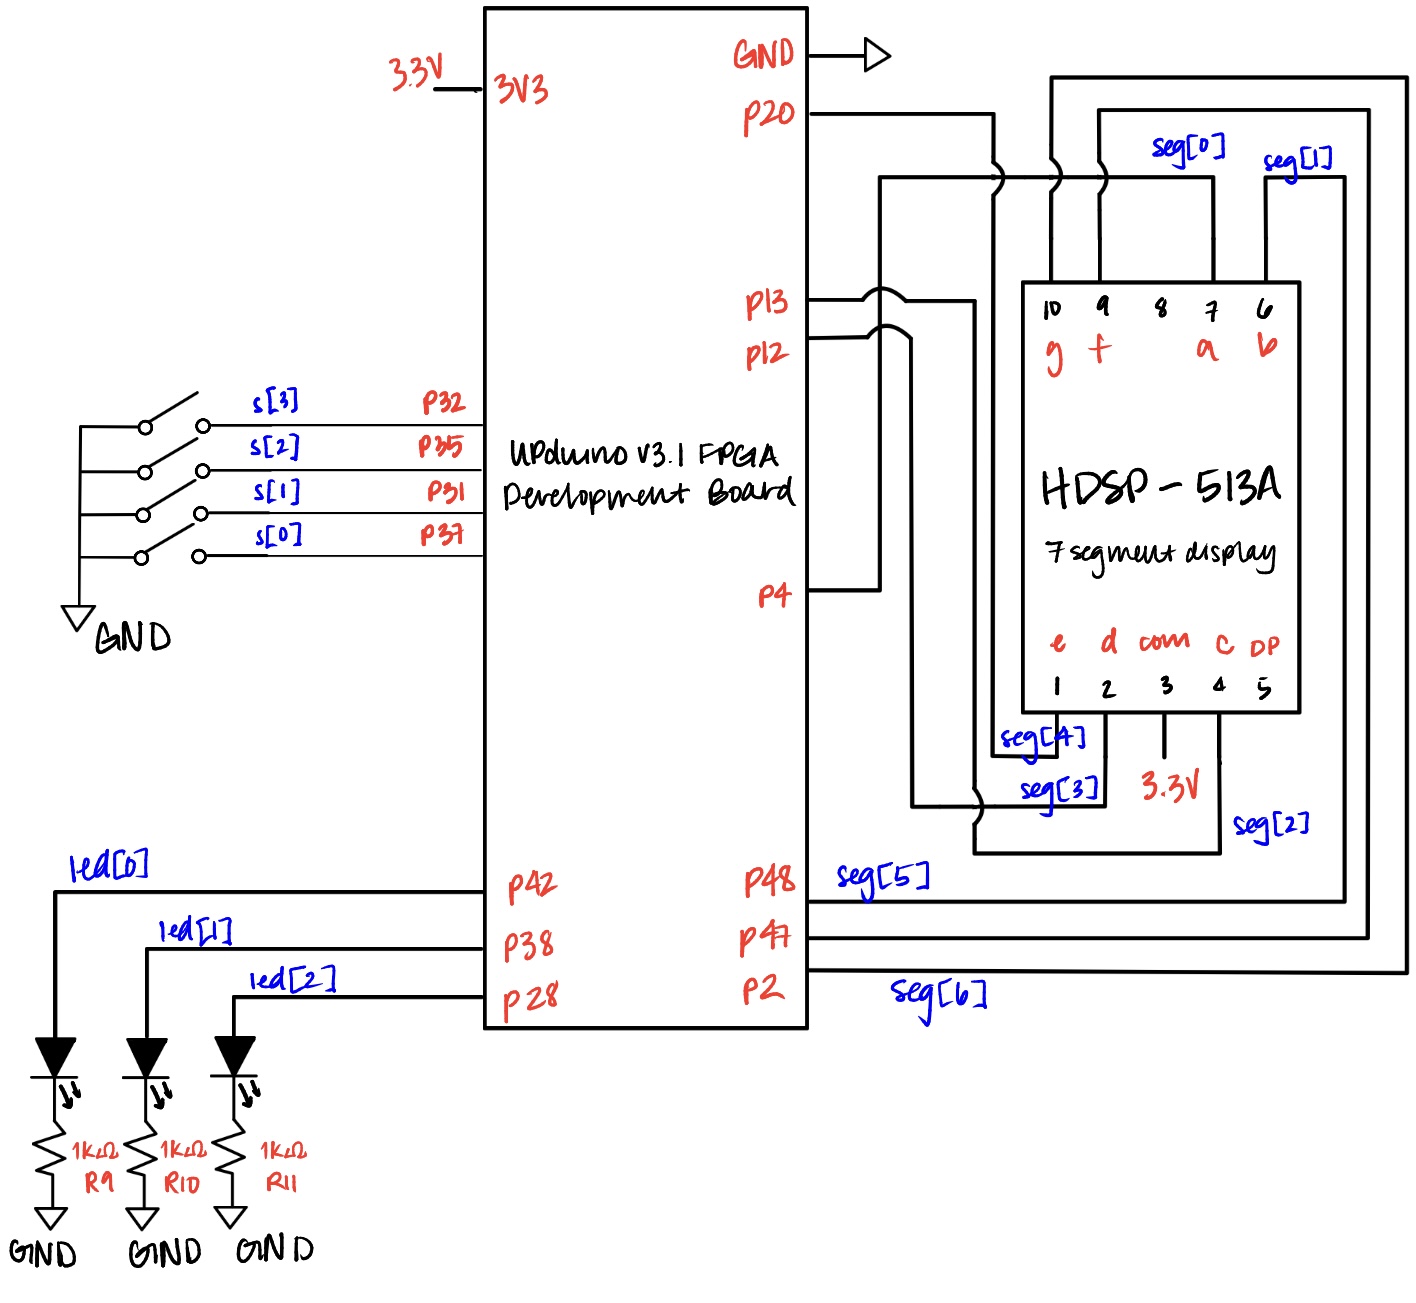 3.3V
3V3
GND
P20
seg[0]
seg[1]
P13
P12
10 9 8 7 6
g f a b
s[3] P32
s[2] P35
s[1] P31
s[0] P37
GND
UPduino v3.1 FPGA
Development Board
P4
HDSP-513A
7 segment display
e d com c DP
1 2 3 4 5
seg[4]
seg[3]
3.3V
seg[2]
led[0]
led[1]
led[2]
P42
P38
P28
P48
P47
P2
seg[5]
seg[6]
1kΩ
R9
1kΩ
R10
1kΩ
R11
GND
GND
GND